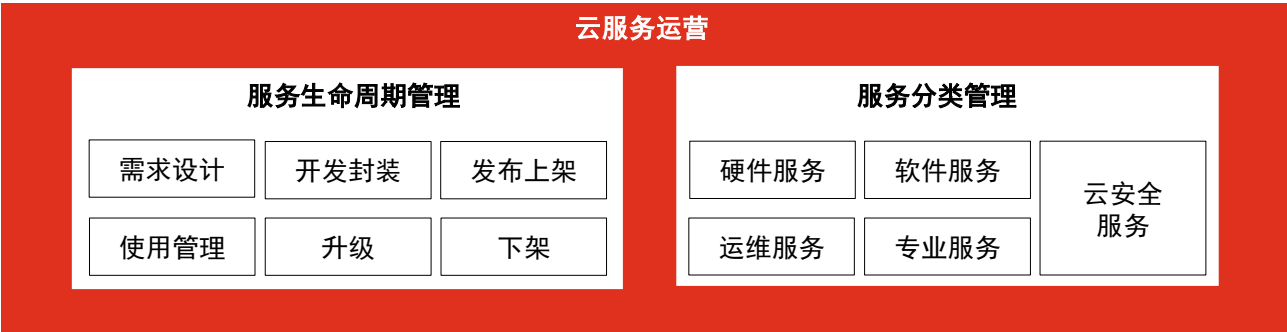 云服务运营
服务生命周期管理
需求设计
开发封装
发布上架
使用管理
升级
下架
服务分类管理
硬件服务
软件服务
运维服务
专业服务
云安全
服务